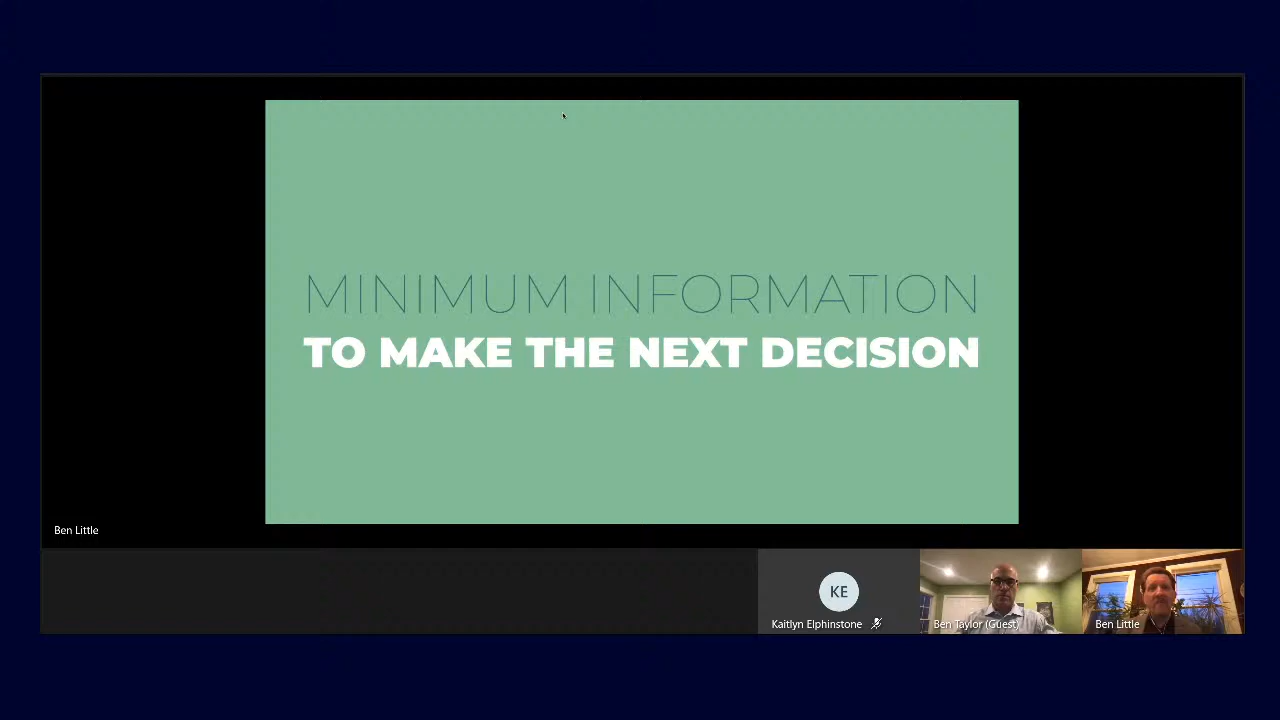 MINIMUM INFORMATION
TO MAKE THE NEXT DECISION
Ben Little
KE
Kaitlyn Elphinstone
Ben Taylor (Guest)
Ben Little